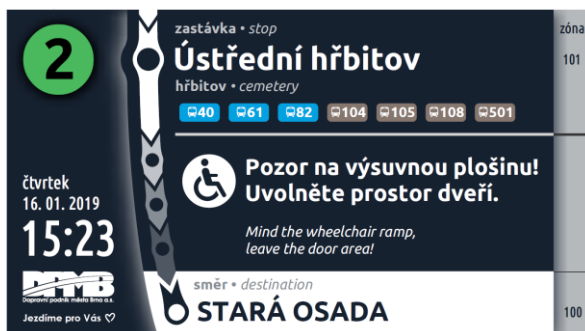 2
zastávka • stop
Ústřední hřbitov
hřbitov • cemetery
40 61 82 104 105 108 501
zóna
101
Pozor na výsuvnou plošinu!
Uvolněte prostor dveří.
Mind the wheelchair ramp,
leave the door area!
čtvrtek
16. 01. 2019
15:23
DPMB
Dopravní podnik města Brna a.s.
Jezdíme pro Vás ♡
směr • destination
STARÁ OSADA
100